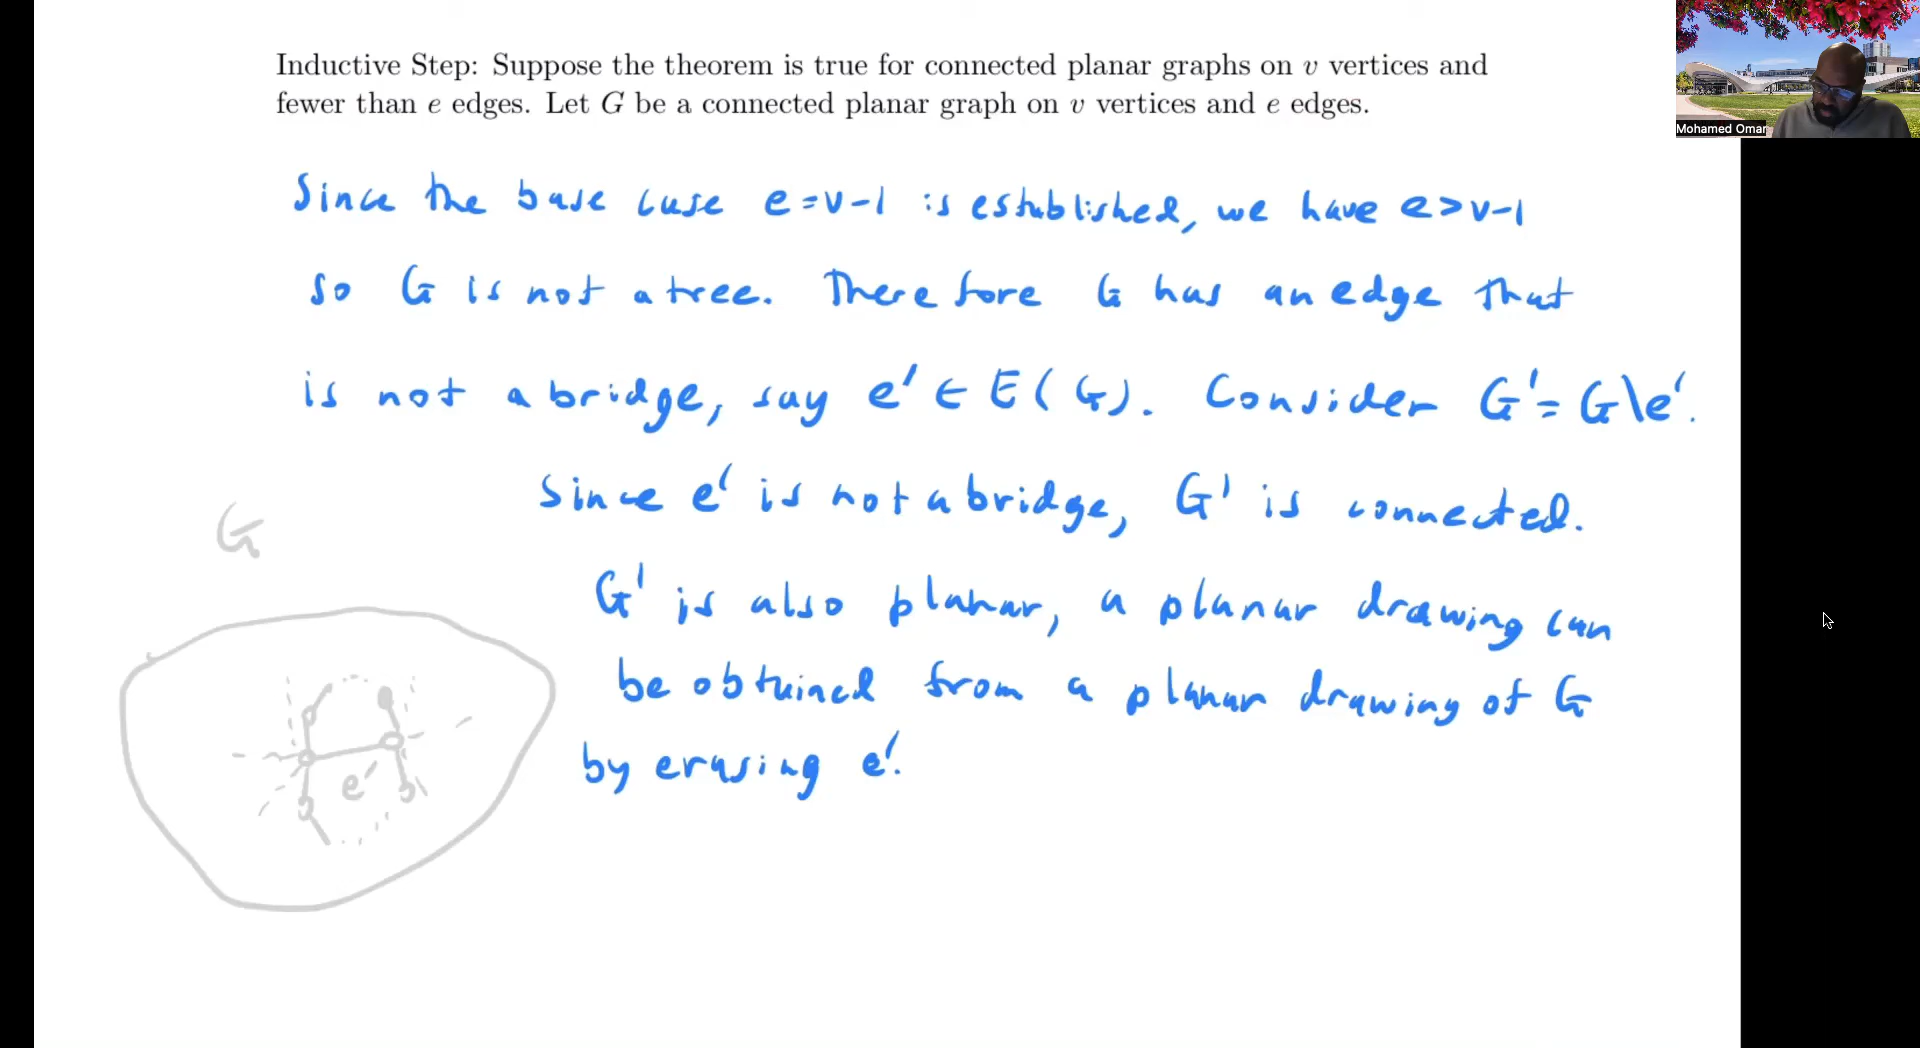 Inductive Step: Suppose the theorem is true for connected planar graphs on v vertices and
fewer than e edges. Let G be a connected planar graph on v vertices and e edges.
Mohamed Omar
Since the base case e=v-1 is established, we have e>v-1
so G is not a tree. Therefore G has an edge that
is not a bridge, say e' ∈ E(G). Consider G'= G\e'.
Since e' is not a bridge, G' is connected.
G
G' is also planar, a planar drawing can
be obtained from a planar drawing of G
by erasing e'.
e'